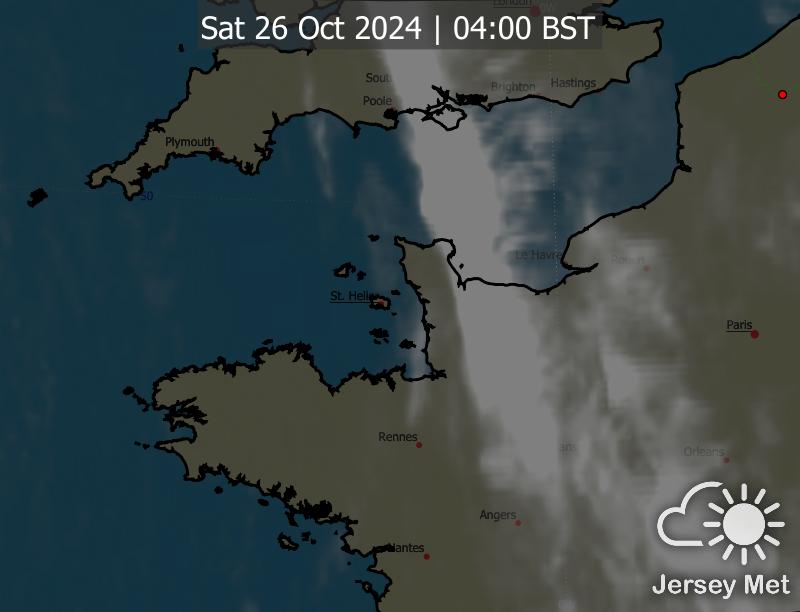 London
Sat 26 Oct 2024 | 04:00 BST
Brighton
Hastings
Poole
Plymouth
50
Le Havre
Rouen
St. Helier
Paris
Rennes
Orleans
Angers
Nantes
Jersey Met